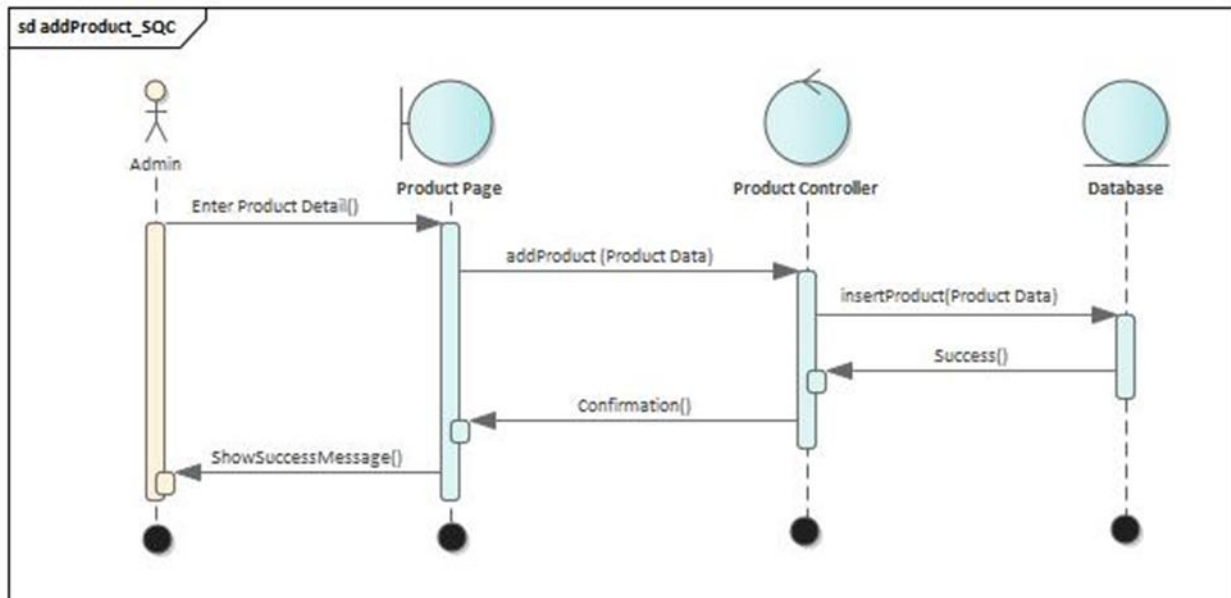 sd addProduct_SQC
Admin
Product Page
Product Controller
Database
Enter Product Detail()
addProduct (Product Data)
insertProduct(Product Data)
Success()
Confirmation()
ShowSuccessMessage()